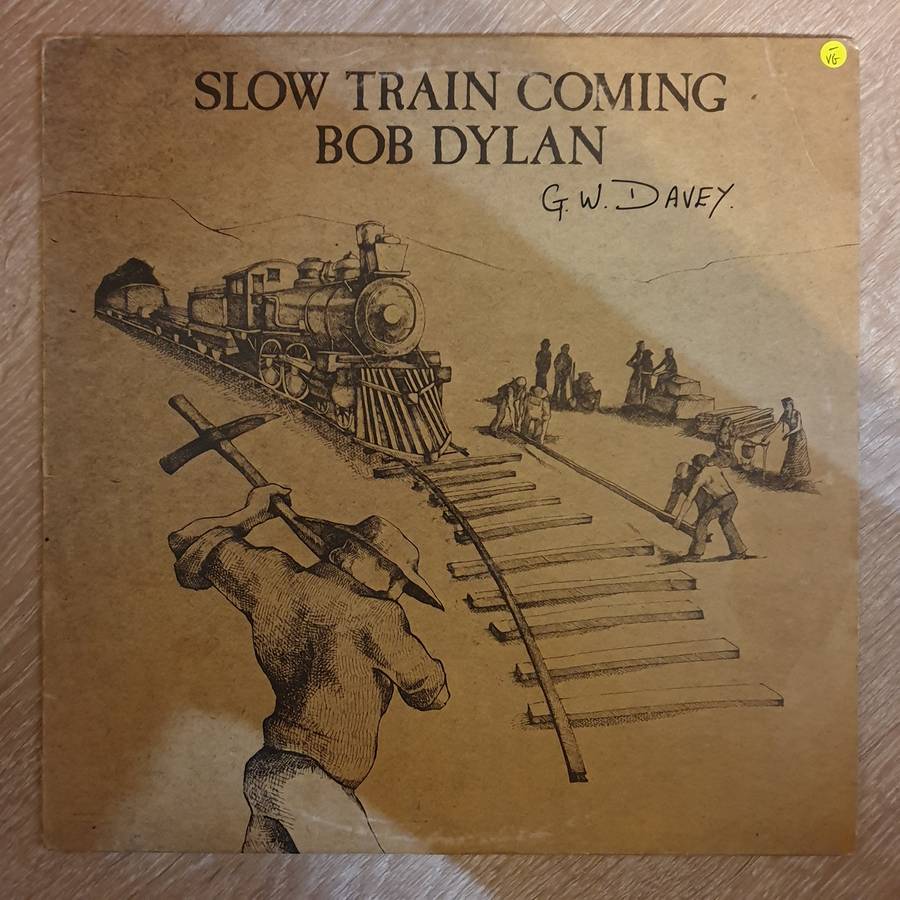 SLOW TRAIN COMING
BOB DYLAN
G.W. DAVEY.
VG